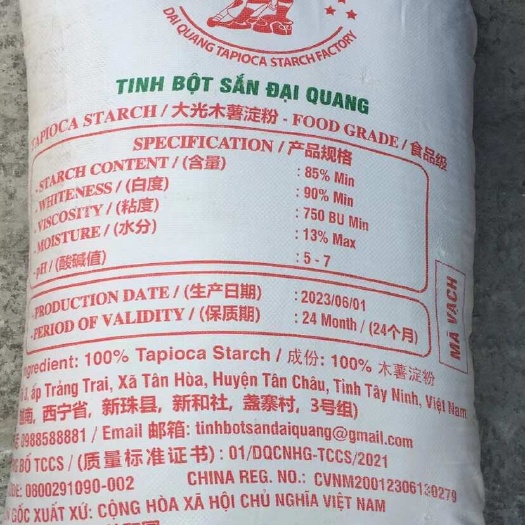 DAI QUANG TAPIOCA STARCH FACTORY
TINH BỘT SẮN ĐẠI QUANG
TAPIOCA STARCH / 大光木薯淀粉 - FOOD GRADE / 食品级
SPECIFICATION / 产品规格
-STARCH CONTENT / (含量) : 85% Min
-WHITENESS / (白度) : 90% Min
-VISCOSITY / (粘度) : 750 BU Min
-MOISTURE / (水分) : 13% Max
-pH / (酸碱值) : 5 - 7
-PRODUCTION DATE / (生产日期) : 2023/06/01
-PERIOD OF VALIDITY / (保质期) : 24 Month / (24个月)
MÃ VẠCH
ngredient: 100% Tapioca Starch / 成份: 100% 木薯淀粉
ấp Trảng Trai, Xã Tân Hòa, Huyện Tân Châu, Tỉnh Tây Ninh, Việt Nam
南, 西宁省, 新珠县, 新和社, 盏寨村, 3号组)
0988588881 / Email 邮箱: tinhbotsandaiquang@gmail.com
BỐ TCCS / (质量标准证书) : 01/DQCNHG-TCCS/2021
DE: 0800291090-002 CHINA REG. NO.: CVNM20012306130279
GỐC XUẤT XỨ: CỘNG HÒA XÃ HỘI CHỦ NGHĨA VIỆT NAM